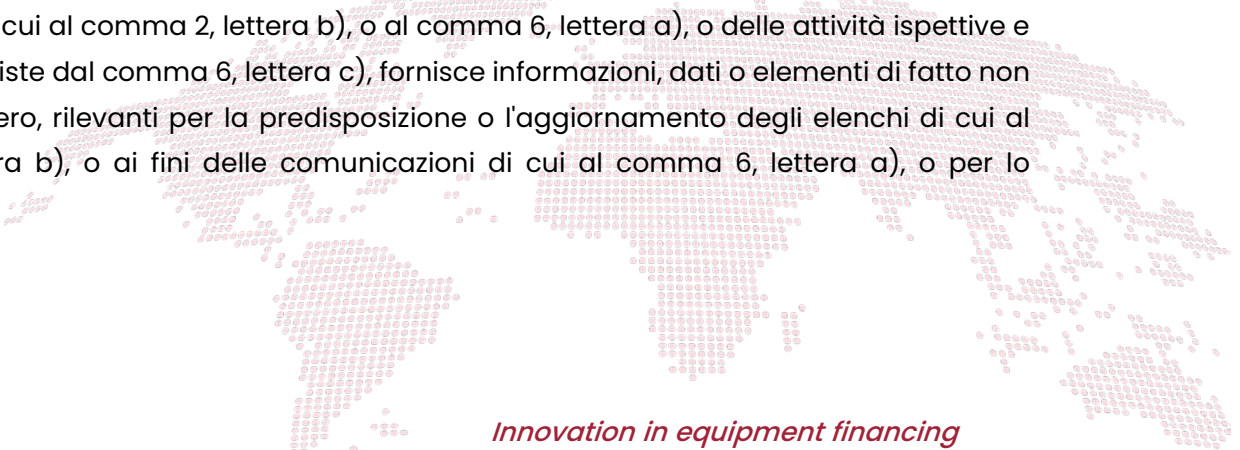 cui al comma 2, lettera b), o al comma 6, lettera a), o delle attività ispettive e
iste dal comma 6, lettera c), fornisce informazioni, dati o elementi di fatto non
ero, rilevanti per la predisposizione o l'aggiornamento degli elenchi di cui al
ra b), o ai fini delle comunicazioni di cui al comma 6, lettera a), o per lo
Innovation in equipment financing